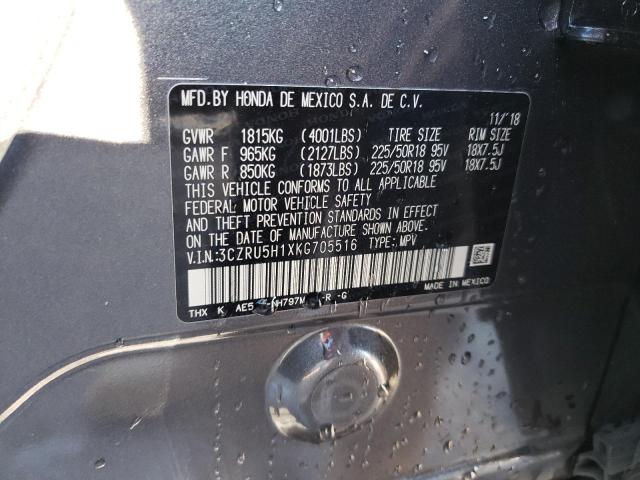 MFD.BY HONDA DE MEXICO S.A. DE C.V.
11/'18
GVWR 1815KG (4001LBS) TIRE SIZE RIM SIZE
GAWR F 965KG (2127LBS) 225/50R18 95V 18X7.5J
GAWR R 850KG (1873LBS) 225/50R18 95V 18X7.5J
THIS VEHICLE CONFORMS TO ALL APPLICABLE
FEDERAL MOTOR VEHICLE SAFETY
AND THEFT PREVENTION STANDARDS IN EFFECT
ON THE DATE OF MANUFACTURE SHOWN ABOVE.
V.I.N:3CZRU5H1XKG705516 TYPE:MPV
THX K AE5 -NH797M -R -G
MADE IN MEXICO